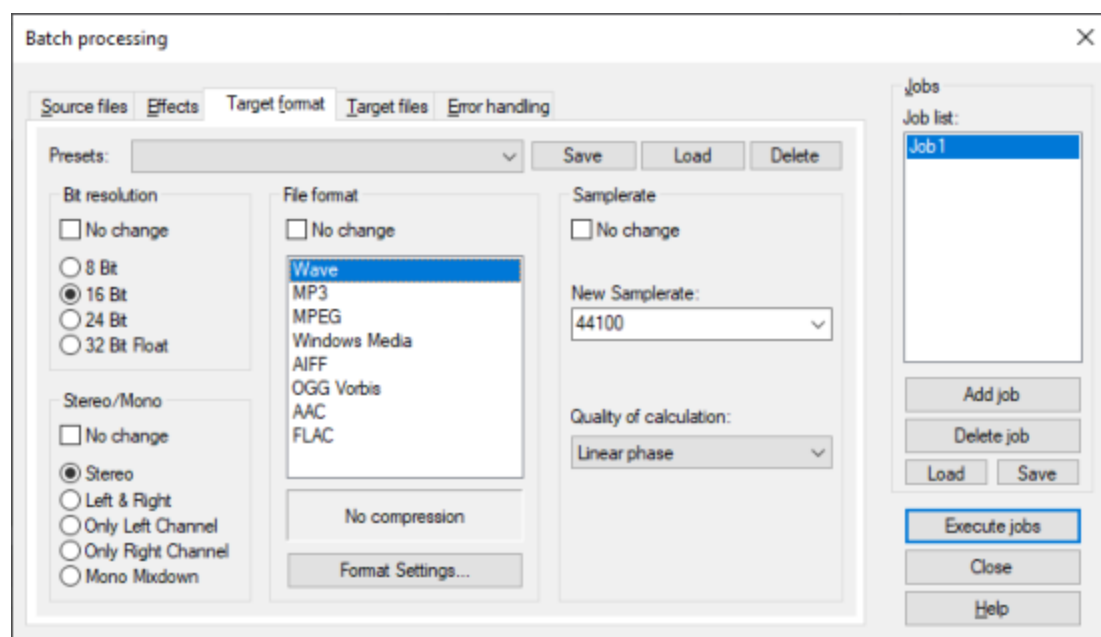 Batch processing
Source files Effects Target format Target files Error handling
Presets: Save Load Delete
Bit resolution
No change
8 Bit
16 Bit
24 Bit
32 Bit Float
Stereo/Mono
No change
Stereo
Left & Right
Only Left Channel
Only Right Channel
Mono Mixdown
File format
No change
Wave
MP3
MPEG
Windows Media
AIFF
OGG Vorbis
AAC
FLAC
No compression
Format Settings...
Samplerate
No change
New Samplerate:
44100
Quality of calculation:
Linear phase
Jobs
Job list:
Job1
Add job
Delete job
Load Save
Execute jobs
Close
Help